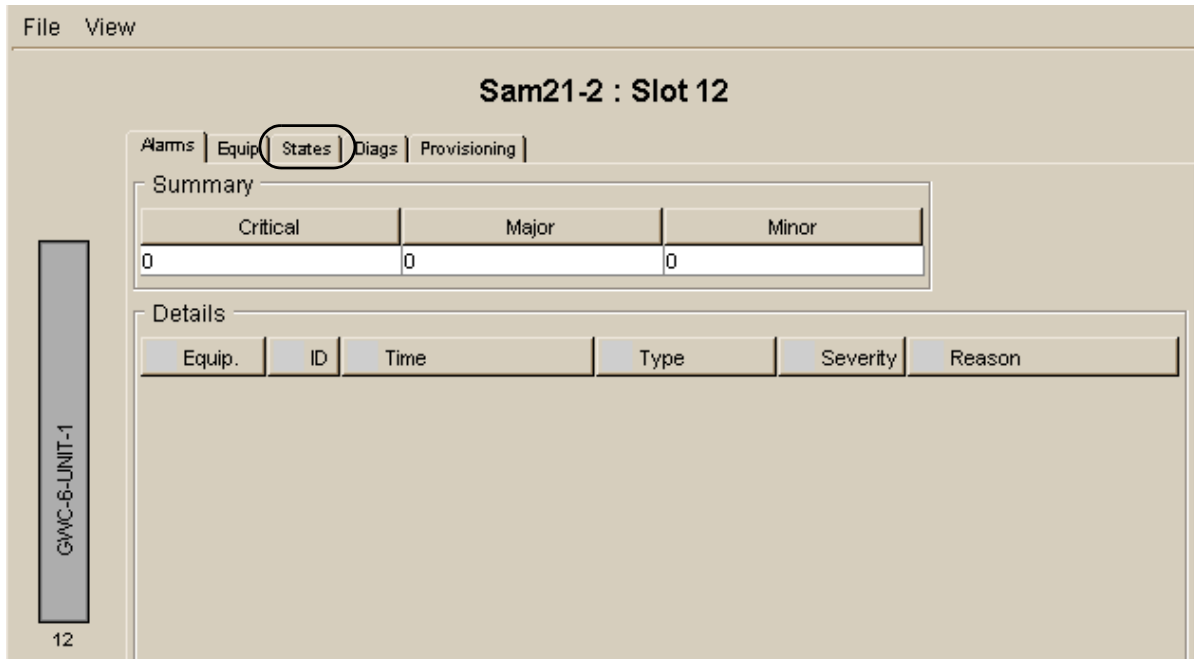 File View
Sam21-2 : Slot 12
Alarms Equip States Diags Provisioning
Summary
Critical Major Minor
0 0 0
Details
Equip. ID Time Type Severity Reason
GWC-6-UNIT-1
12